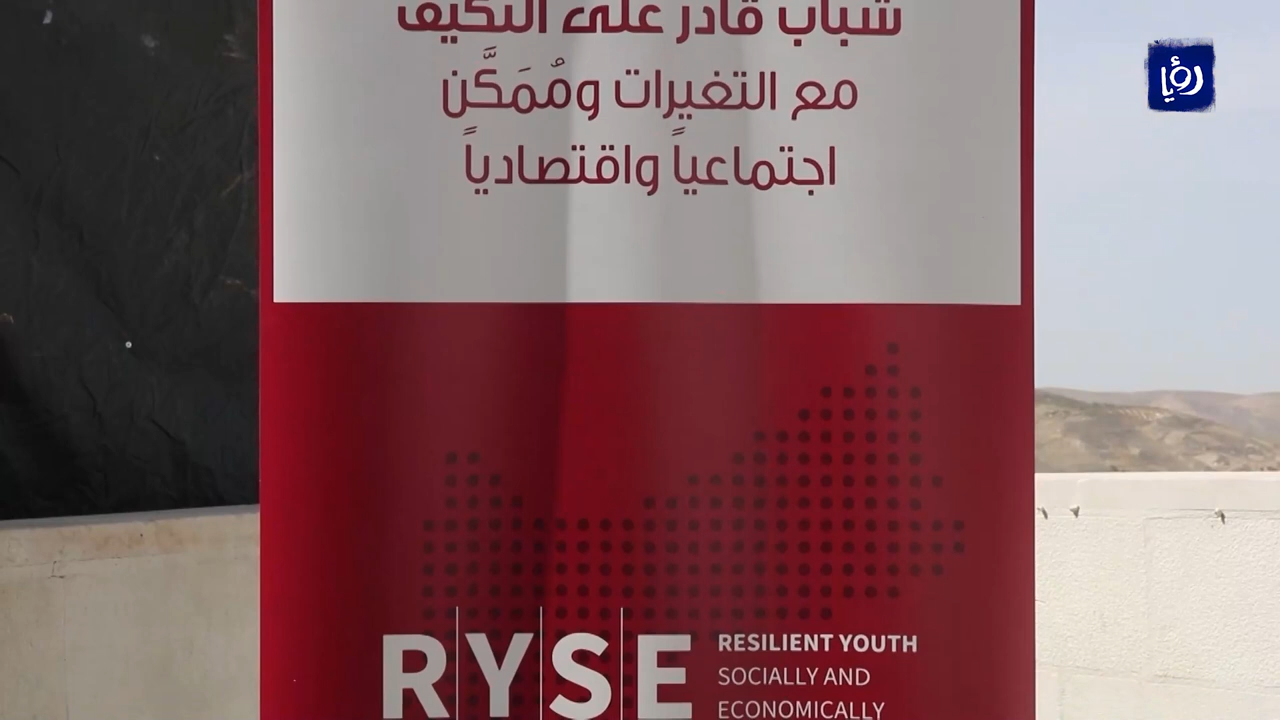 شباب قادر على التكيف
مع التغيرات ومُمَكَّن
اجتماعياً واقتصادياً
رؤيا
RYSE
RESILIENT YOUTH
SOCIALLY AND
ECONOMICALLY